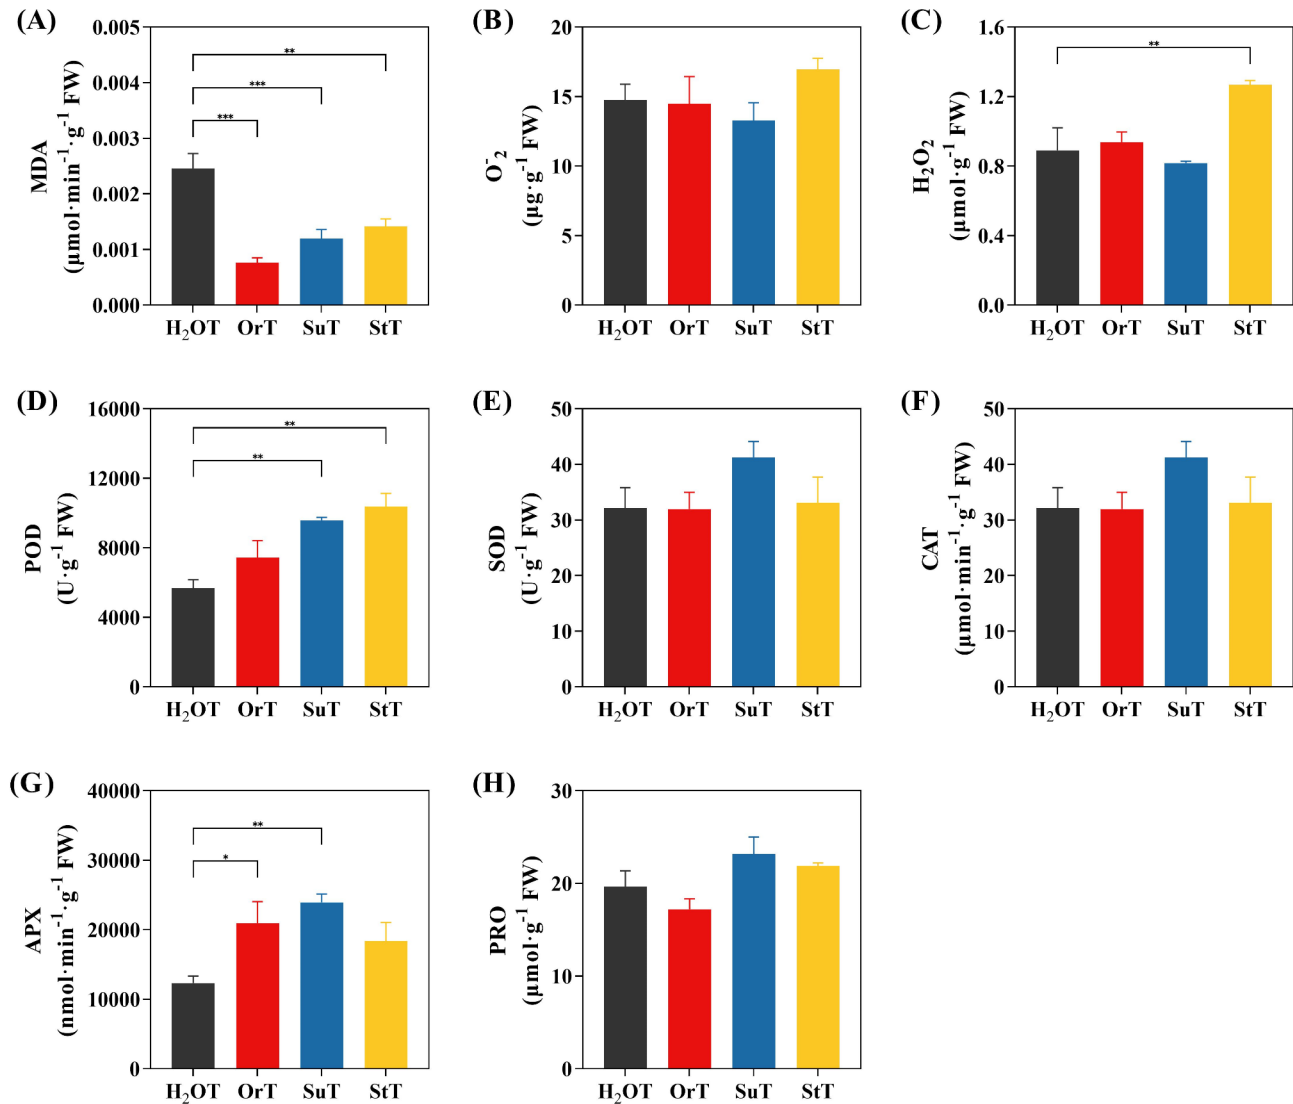 (A)
0.005
0.004
0.003
0.002
0.001
0.000
MDA
(μmol·min⁻¹·g⁻¹ FW)
**
***
***
H₂OT OrT SuT StT
(B)
20
15
10
5
0
O⁻₂
(μg·g⁻¹ FW)
H₂OT OrT SuT StT
(C)
1.6
1.2
0.8
0.4
0.0
H₂O₂
(μmol·g⁻¹ FW)
**
H₂OT OrT SuT StT
(D)
16000
12000
8000
4000
0
POD
(U·g⁻¹ FW)
**
**
H₂OT OrT SuT StT
(E)
50
40
30
20
10
0
SOD
(U·g⁻¹ FW)
H₂OT OrT SuT StT
(F)
50
40
30
20
10
0
CAT
(μmol·min⁻¹·g⁻¹ FW)
H₂OT OrT SuT StT
(G)
40000
30000
20000
10000
0
APX
(nmol·min⁻¹·g⁻¹ FW)
**
*
H₂OT OrT SuT StT
(H)
30
20
10
0
PRO
(μmol·g⁻¹ FW)
H₂OT OrT SuT StT